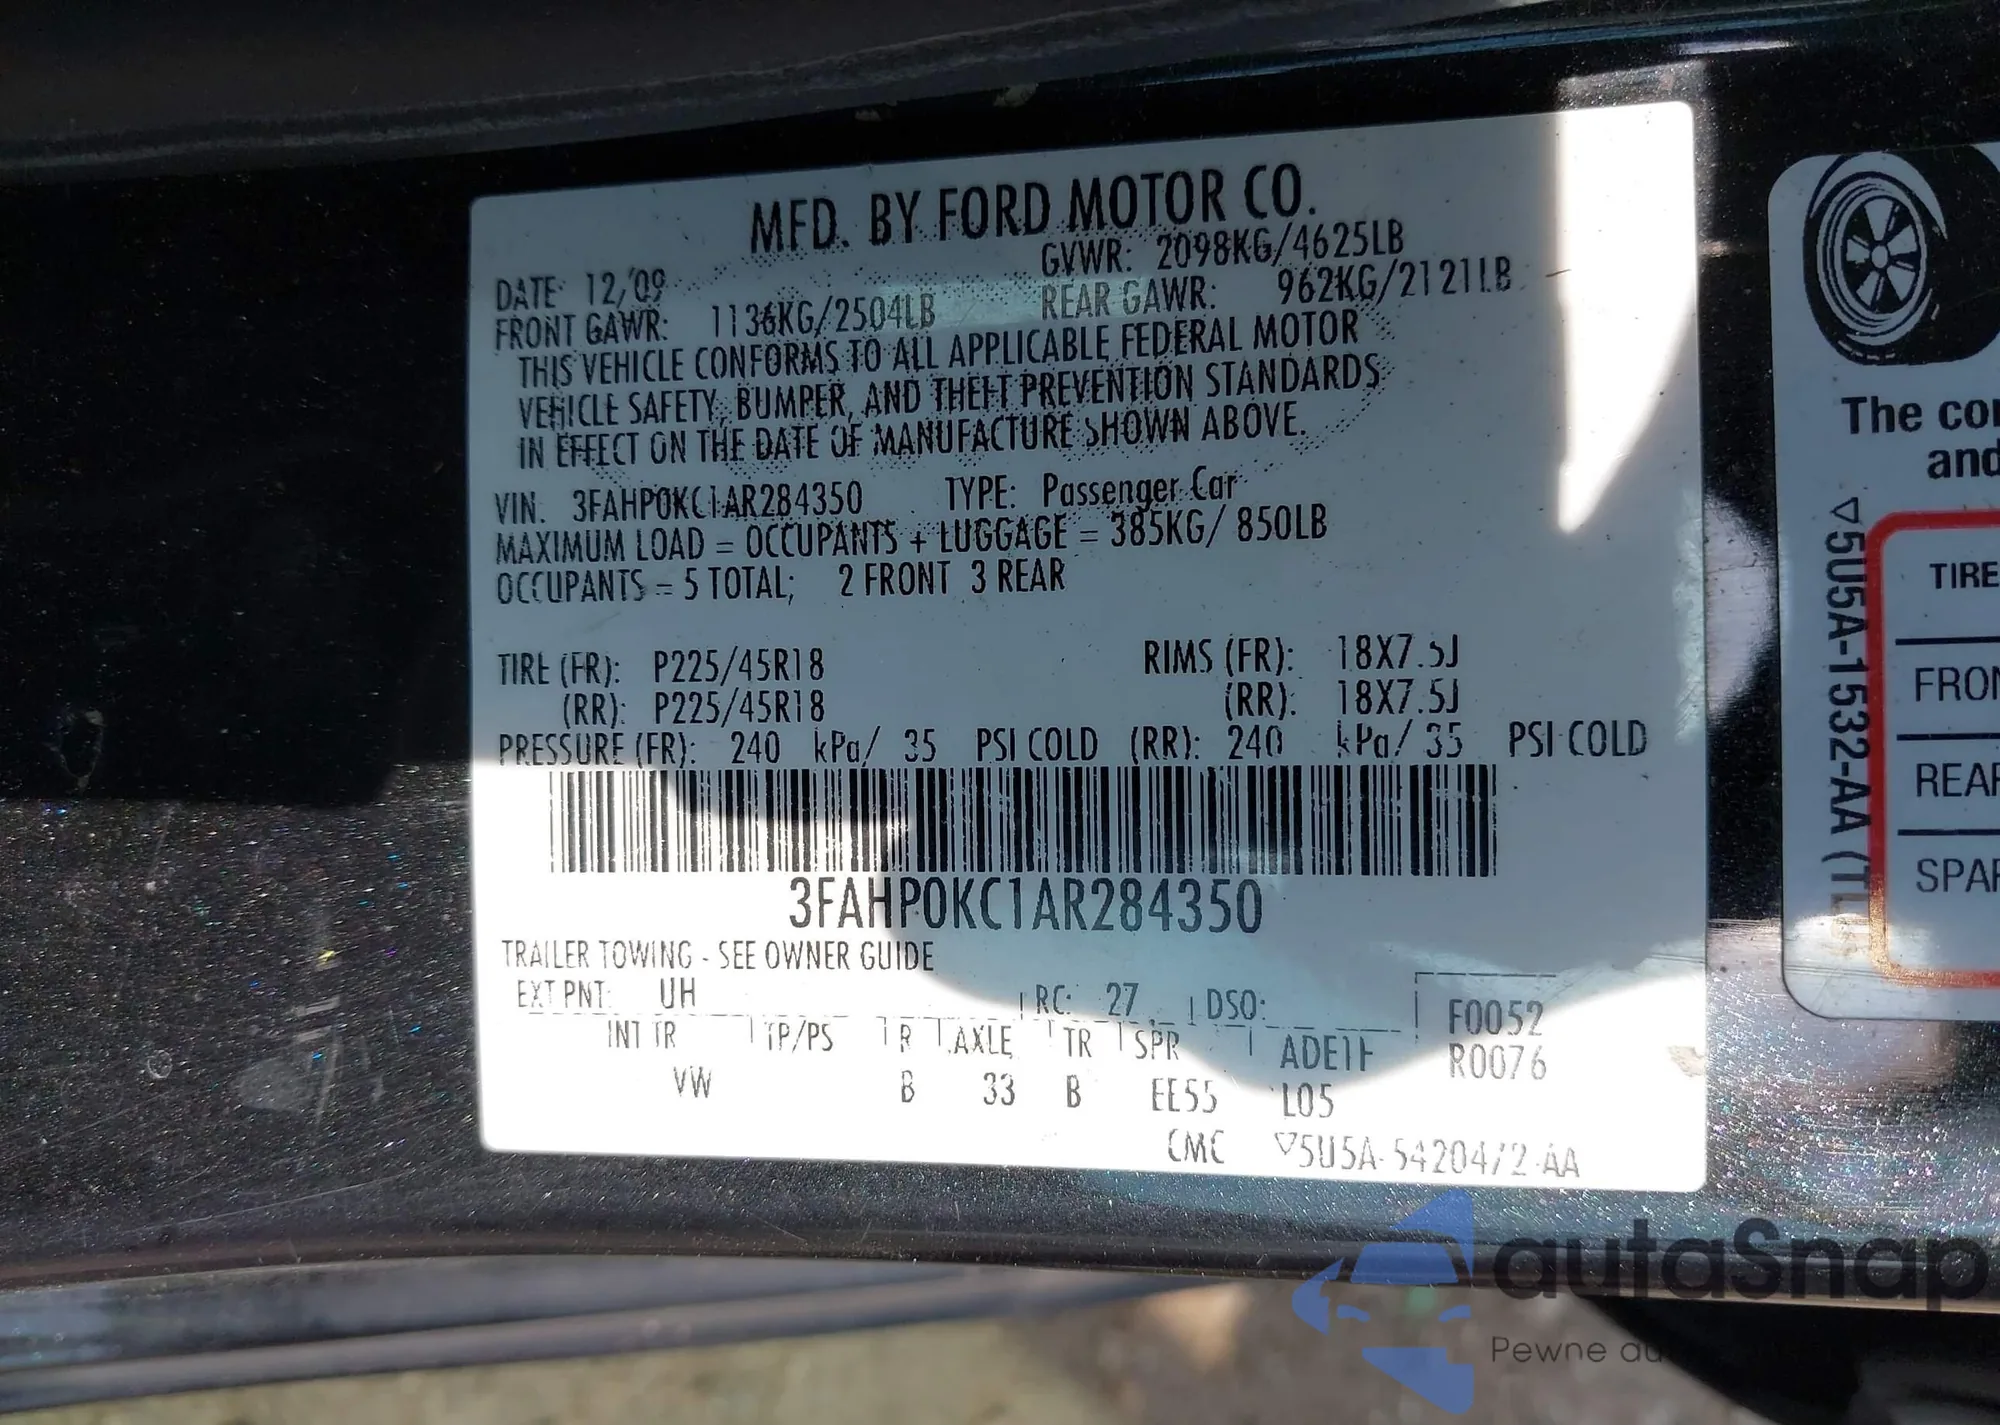 MFD. BY FORD MOTOR CO.
DATE: 12/09 GVWR: 2098KG/4625LB
FRONT GAWR: 1136KG/2504LB REAR GAWR: 962KG/2121LB
THIS VEHICLE CONFORMS TO ALL APPLICABLE FEDERAL MOTOR
VEHICLE SAFETY, BUMPER, AND THEFT PREVENTION STANDARDS
IN EFFECT ON THE DATE OF MANUFACTURE SHOWN ABOVE.
VIN. 3FAHP0KC1AR284350 TYPE: Passenger Car
MAXIMUM LOAD = OCCUPANTS + LUGGAGE = 385KG/ 850LB
OCCUPANTS = 5 TOTAL; 2 FRONT 3 REAR
TIRE (FR): P225/45R18 RIMS (FR): 18X7.5J
(RR): P225/45R18 (RR): 18X7.5J
PRESSURE (FR): 240 kPa/ 35 PSI COLD (RR): 240 kPa/ 35 PSI COLD
3FAHP0KC1AR284350
TRAILER TOWING - SEE OWNER GUIDE
EXT PNT: UH RC: 27 DSO: F0052
INT TR TP/PS R AXLE TR SPR ADE1F R0076
VW B 33 B EE55 L05
CMC ▽5U5A-5420472-AA
The co
and
▽5U5A-1532-AA (TL
TIRE
FRON
REAR
SPAR
autaSnap
Pewne au